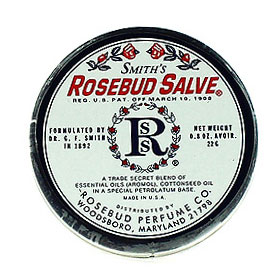 SMITH'S
ROSEBUD SALVE®
REG. U.S. PAT. OFF MARCH 10, 1908
FORMULATED BY
DR. G. F. SMITH
IN 1892
R
S S
NET WEIGHT
0.8 OZ. AVOIR.
22G
A TRADE SECRET BLEND OF
ESSENTIAL OILS (AROMOL), COTTONSEED OIL
IN A SPECIAL PETROLATUM BASE.
MADE IN U.S.A.
DISTRIBUTED BY
ROSEBUD PERFUME CO.
WOODSBORO, MARYLAND 21798